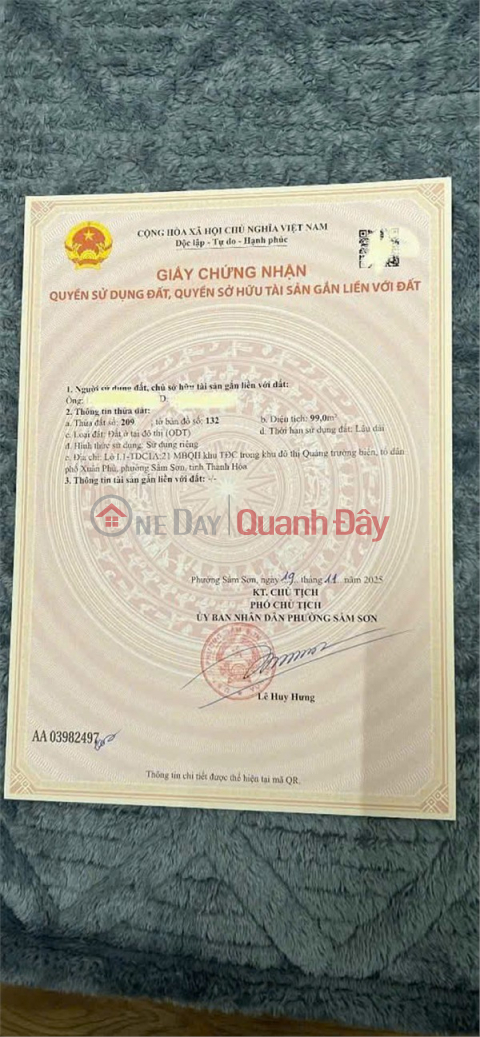 CỘNG HÒA XÃ HỘI CHỦ NGHĨA VIỆT NAM
Độc lập - Tự do - Hạnh phúc
GIẤY CHỨNG NHẬN
QUYỀN SỬ DỤNG ĐẤT, QUYỀN SỞ HỮU TÀI SẢN GẮN LIỀN VỚI ĐẤT
1. Người sử dụng đất, chủ sở hữu tài sản gắn liền với đất:
Ông:
2. Thông tin thửa đất:
a. Thửa đất số: 209 ; tờ bản đồ số: 132 b. Diện tích: 99,0m²
c. Loại đất: Đất ở tại đô thị (ODT) d. Thời hạn sử dụng đất: Lâu dài
đ. Hình thức sử dụng: Sử dụng riêng
e. Địa chỉ: Lô MBQH khu TĐC trong khu đô thị Quảng trường biển, tổ dân
phố Xuân Phú, phường Sầm Sơn, tỉnh Thanh Hóa
3. Thông tin tài sản gắn liền với đất: -/-
ONE DAY Quanh Đây
Phường Sầm Sơn, ngày 19 tháng 11 năm 2025
KT. CHỦ TỊCH
PHÓ CHỦ TỊCH
ỦY BAN NHÂN DÂN PHƯỜNG SẦM SƠN
Lê Huy Hưng
AA 03982497
Thông tin chi tiết được thể hiện tại mã QR.